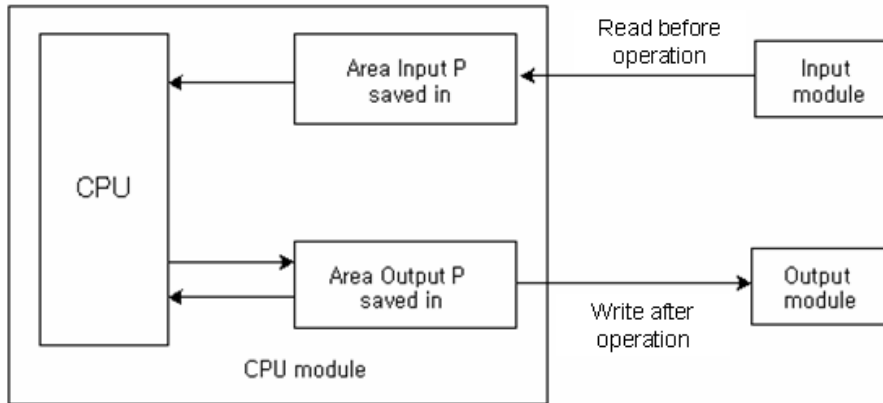 Area Input P
saved in
Read before
operation
Input
module
CPU
Area Output P
saved in
Write after
operation
Output
module
CPU module